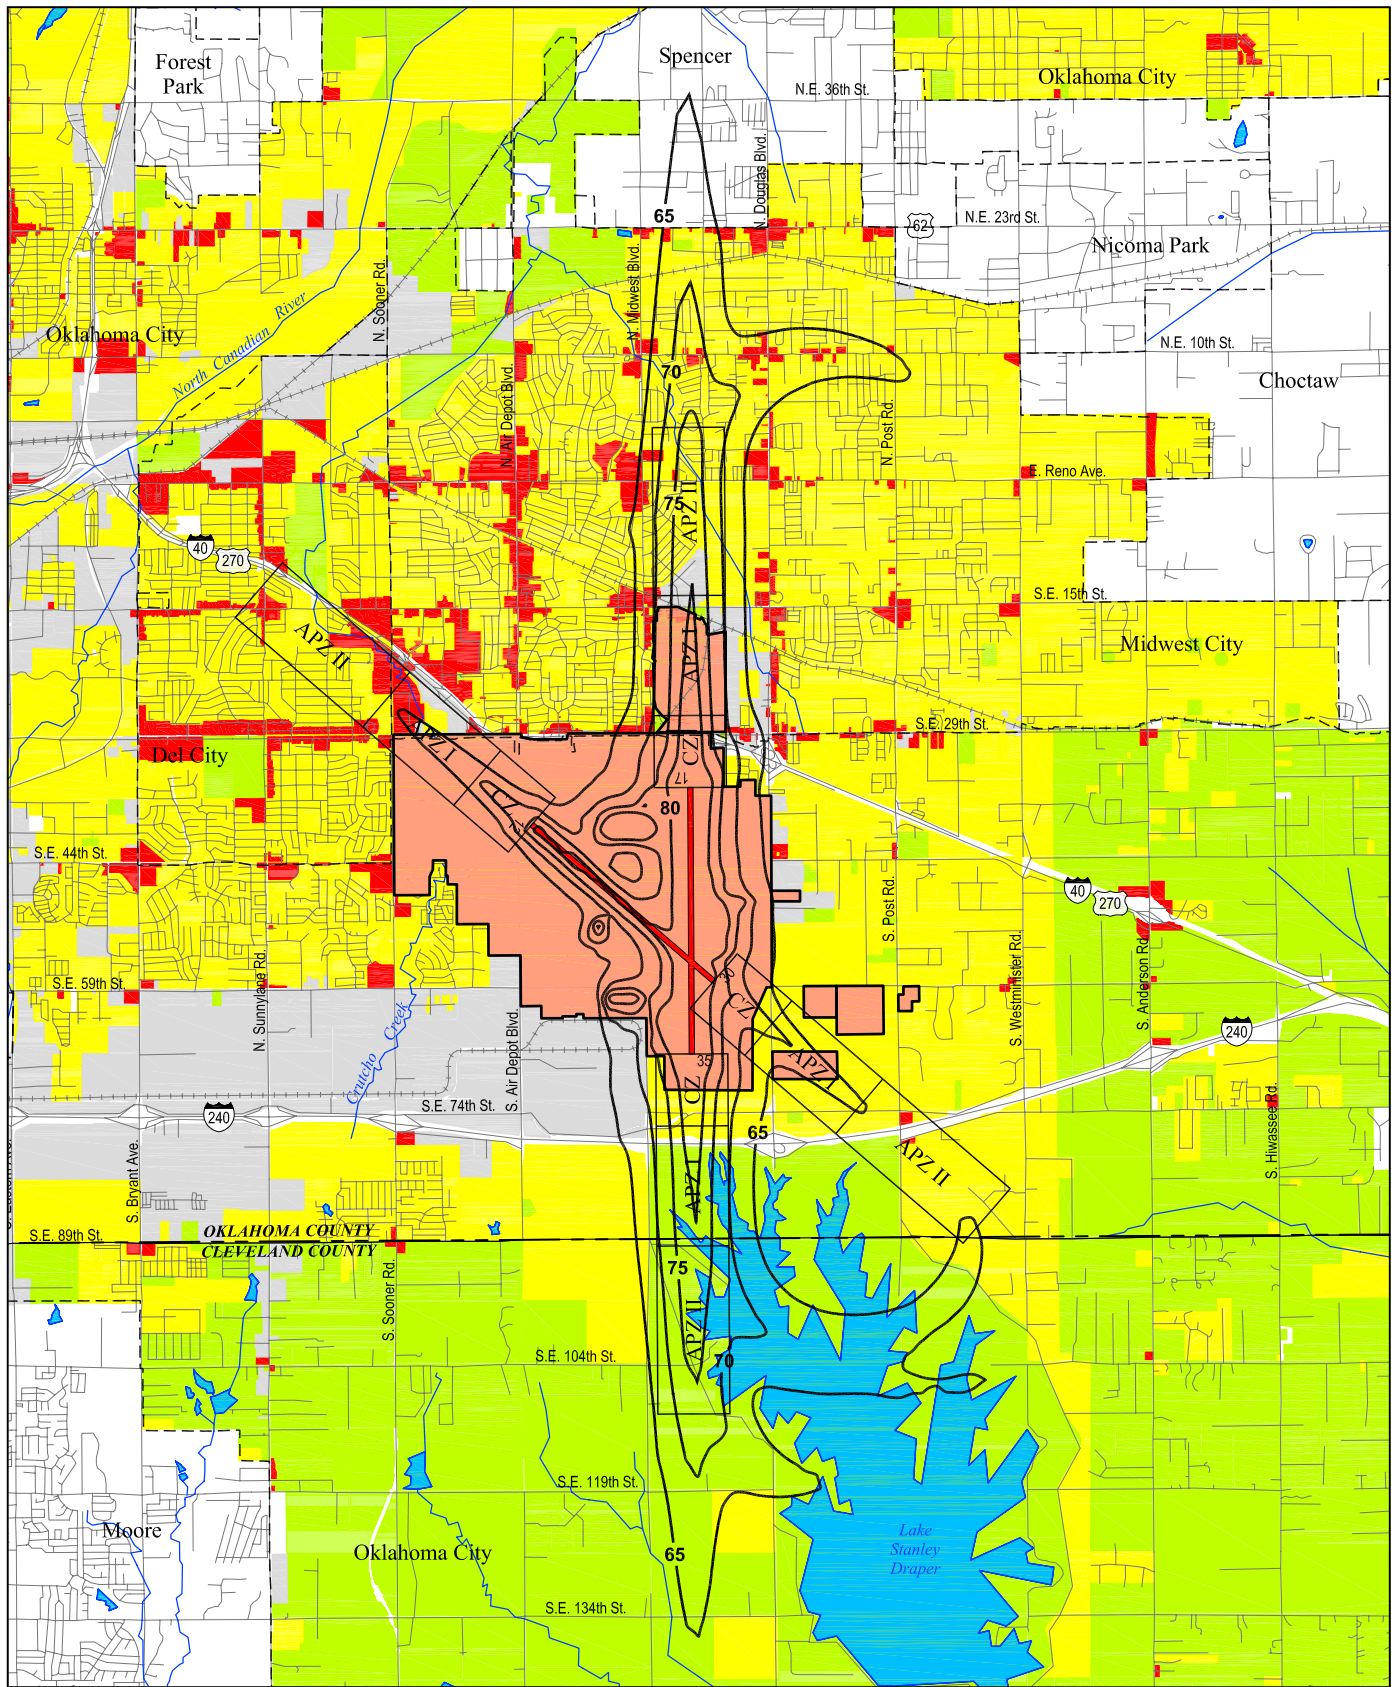 Forest
Park
Spencer
Oklahoma City
N.E. 36th St.
N. Douglas Blvd.
65
N.E. 23rd St.
62
Nicoma Park
N. Sooner Rd.
N. Midwest Blvd.
Oklahoma City
North Canadian River
N.E. 10th St.
70
Choctaw
N. Air Depot Blvd.
N. Post Rd.
E. Reno Ave.
75
APZ II
40
270
S.E. 15th St.
APZ II
APZ I
Midwest City
S.E. 29th St.
Del City
APZ I
CZ
17
CZ
80
S.E. 44th St.
40
270
S. Post Rd.
S. Westminister Rd.
S. Anderson Rd.
N. Sunnylane Rd.
S.E. 59th St.
30
CZ
Crutcho Creek
S. Air Depot Blvd.
240
35
APZ I
CZ
S.E. 74th St.
240
65
S. Hiwassee Rd.
APZ II
S. Bryant Ave.
APZ I
S.E. 89th St.
OKLAHOMA COUNTY
CLEVELAND COUNTY
75
S. Sooner Rd.
APZ II
S.E. 104th St.
70
S.E. 119th St.
Moore
Oklahoma City
65
Lake
Stanley
Draper
S.E. 134th St.